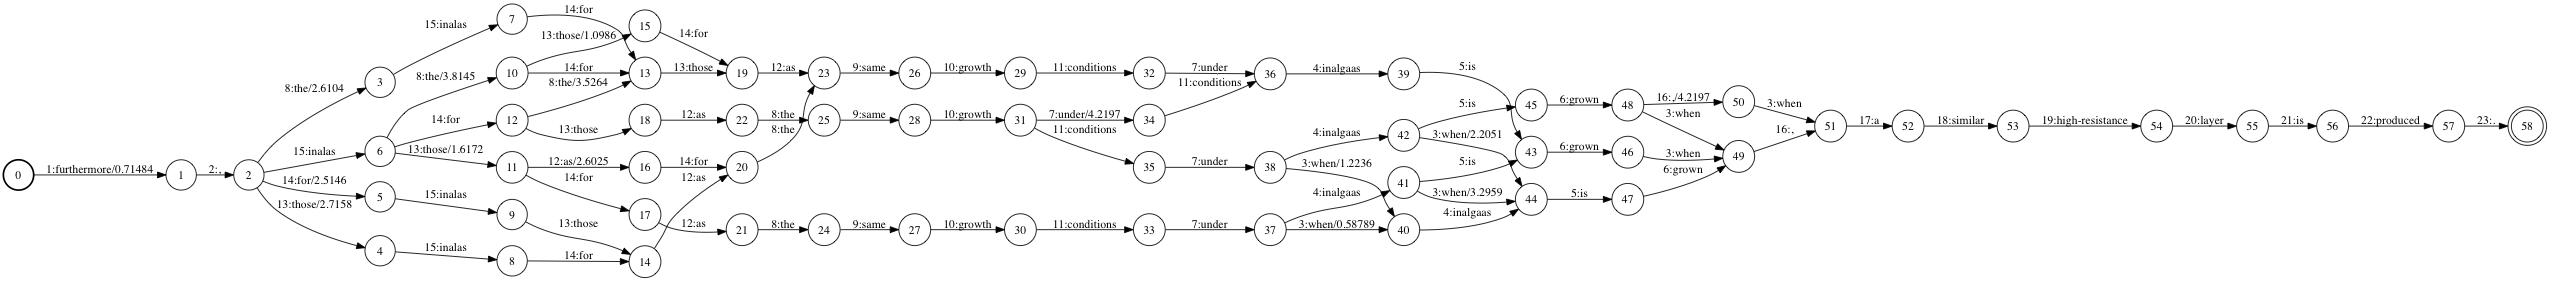 7 14:for 15
15:inalas 13:those/1.0986 14:for
8:the/3.8145 10 14:for 13 13:those 19 12:as 23 9:same 26 10:growth 29 11:conditions 32 7:under 36 4:inalgaas 39 5:is
8:the/2.6104 3 8:the/3.5264 11:conditions
14:for 12 13:those 18 12:as 22 8:the 25 9:same 28 10:growth 31 7:under/4.2197 34 5:is 45 6:grown 48 16:,/4.2197 50 3:when
8:the 11:conditions 4:inalgaas 42 3:when/2.2051 3:when 16:, 51 17:a 52 18:similar 53 19:high-resistance 54 20:layer 55 21:is 56 22:produced 57 23:. 58
15:inalas 6 13:those/1.6172 43 6:grown 46 3:when 49
0 1:furthermore/0.71484 1 2:, 2 11 12:as/2.6025 16 14:for 20 35 7:under 38 3:when/1.2236 5:is 6:grown
14:for/2.5146 5 15:inalas 14:for 12:as 4:inalgaas 41 3:when/3.2959 44 5:is 47
13:those/2.7158 9 13:those 17 12:as 21 8:the 24 9:same 27 10:growth 30 11:conditions 33 7:under 37 3:when/0.58789 40 4:inalgaas
4 15:inalas 8 14:for 14